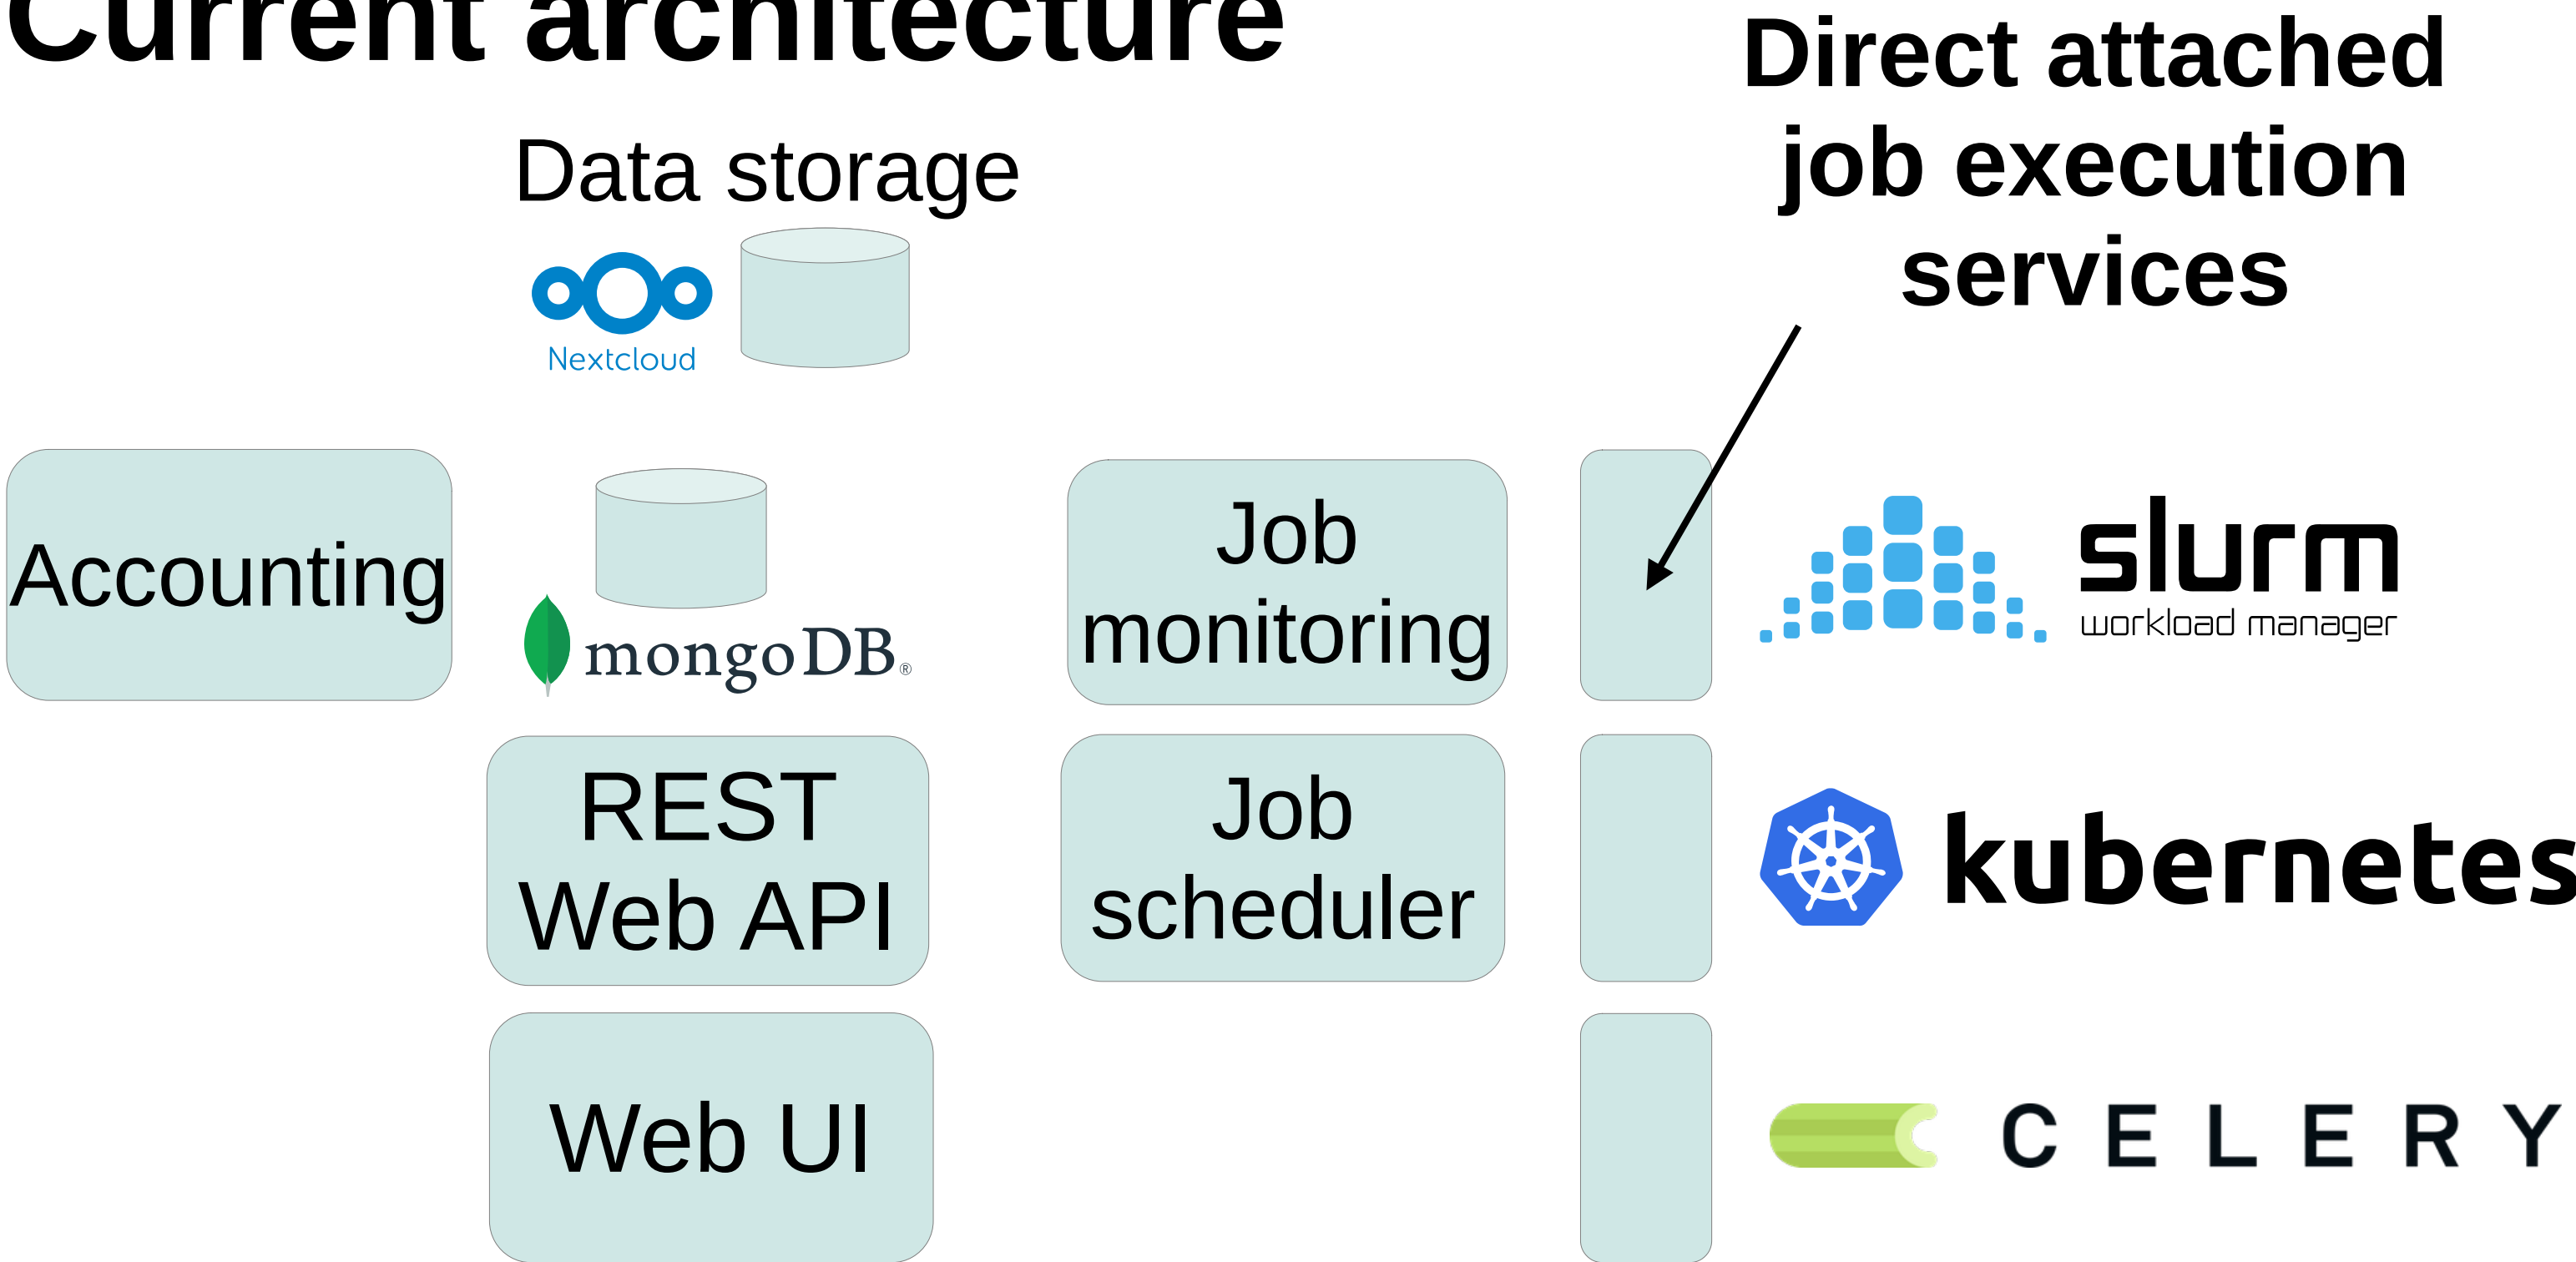 Current architecture
Direct attached
job execution
services
Data storage
Nextcloud
Accounting
mongoDB®
Job
monitoring
slurm
workload manager
REST
Web API
Job
scheduler
kubernetes
Web UI
CELERY